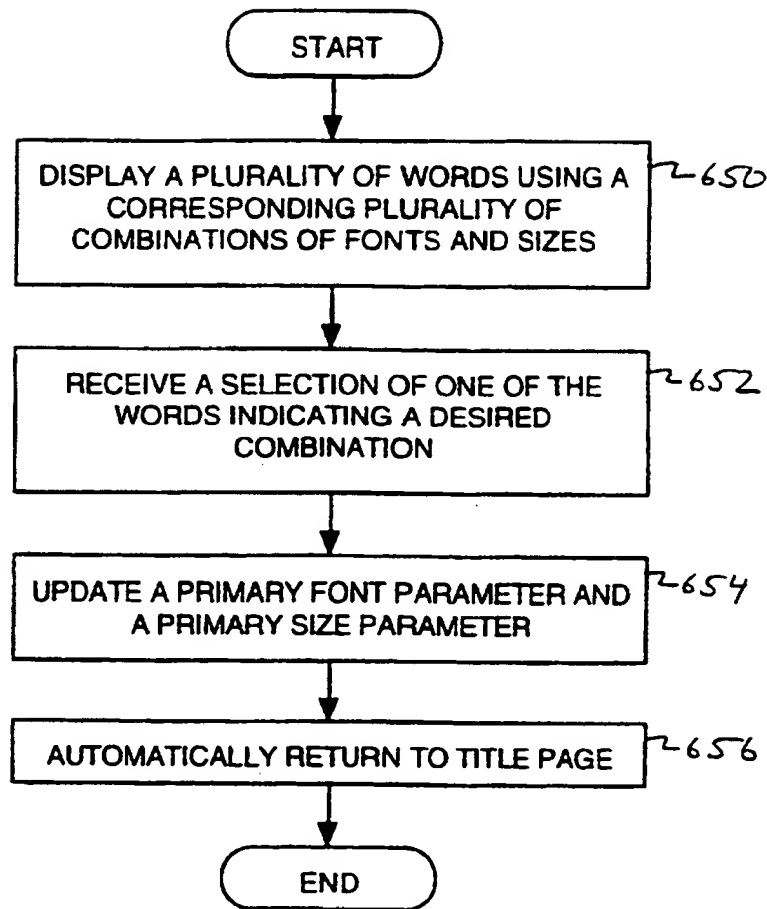 START
DISPLAY A PLURALITY OF WORDS USING A
CORRESPONDING PLURALITY OF
COMBINATIONS OF FONTS AND SIZES
650
RECEIVE A SELECTION OF ONE OF THE
WORDS INDICATING A DESIRED
COMBINATION
652
UPDATE A PRIMARY FONT PARAMETER AND
A PRIMARY SIZE PARAMETER
654
AUTOMATICALLY RETURN TO TITLE PAGE
656
END